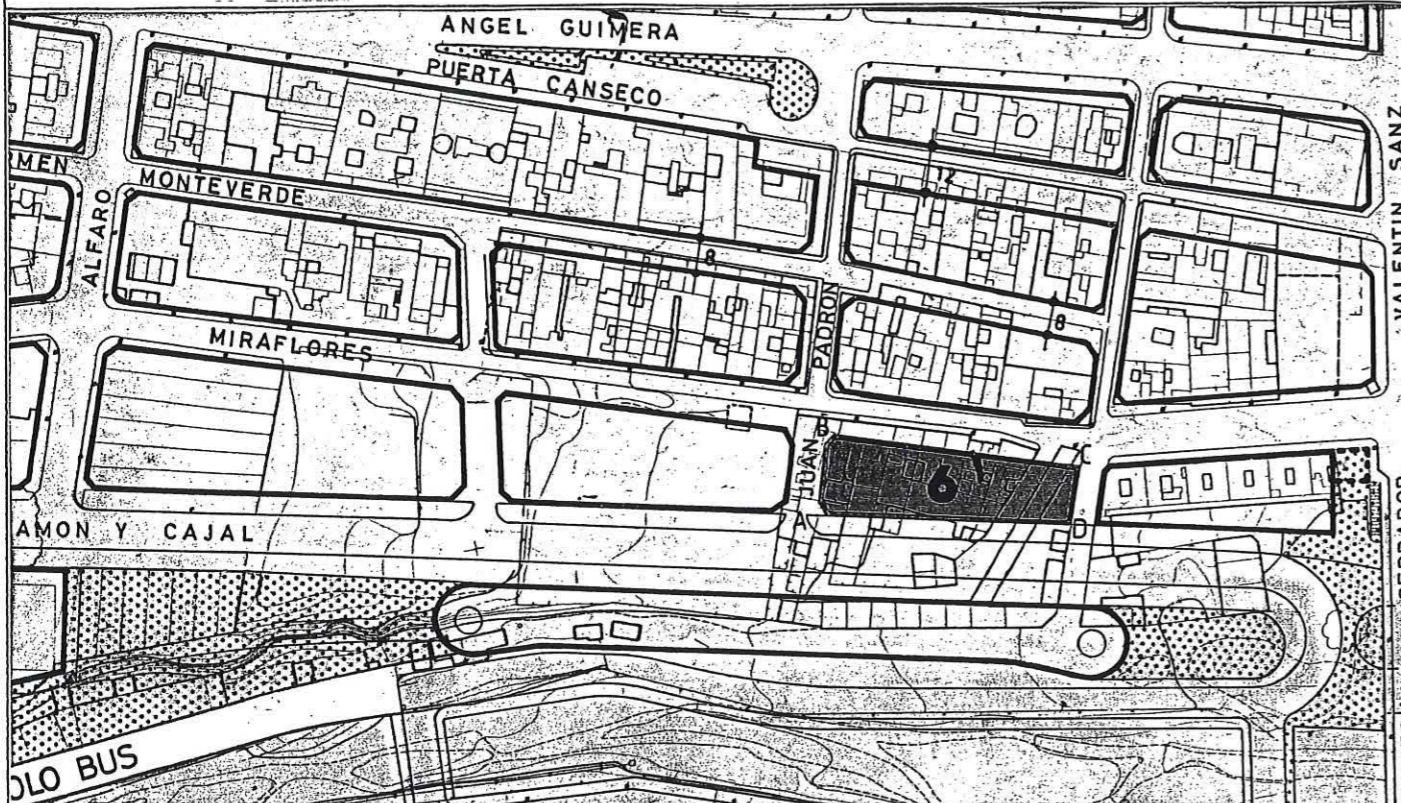 ANGEL GUIMERA
PUERTA CANSECO
RMEN
MONTEVERDE
ALFARO
12
VALENTIN SANZ
8
PADRON
8
MIRAFLORES
B
JUAN
C
6
A
D
AMON Y CAJAL
OLO BUS